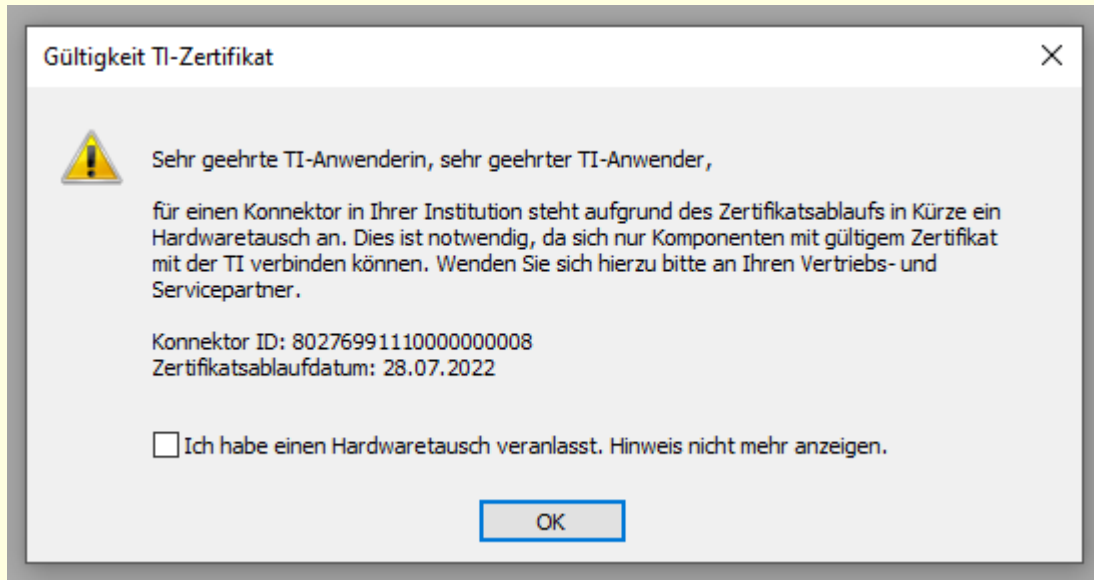 Gültigkeit TI-Zertifikat
Sehr geehrte TI-Anwenderin, sehr geehrter TI-Anwender,
für einen Konnektor in Ihrer Institution steht aufgrund des Zertifikatsablaufs in Kürze ein
Hardwaretausch an. Dies ist notwendig, da sich nur Komponenten mit gültigem Zertifikat
mit der TI verbinden können. Wenden Sie sich hierzu bitte an Ihren Vertriebs- und
Servicepartner.
Konnektor ID: 80276991110000000008
Zertifikatsablaufdatum: 28.07.2022
Ich habe einen Hardwaretausch veranlasst. Hinweis nicht mehr anzeigen.
OK